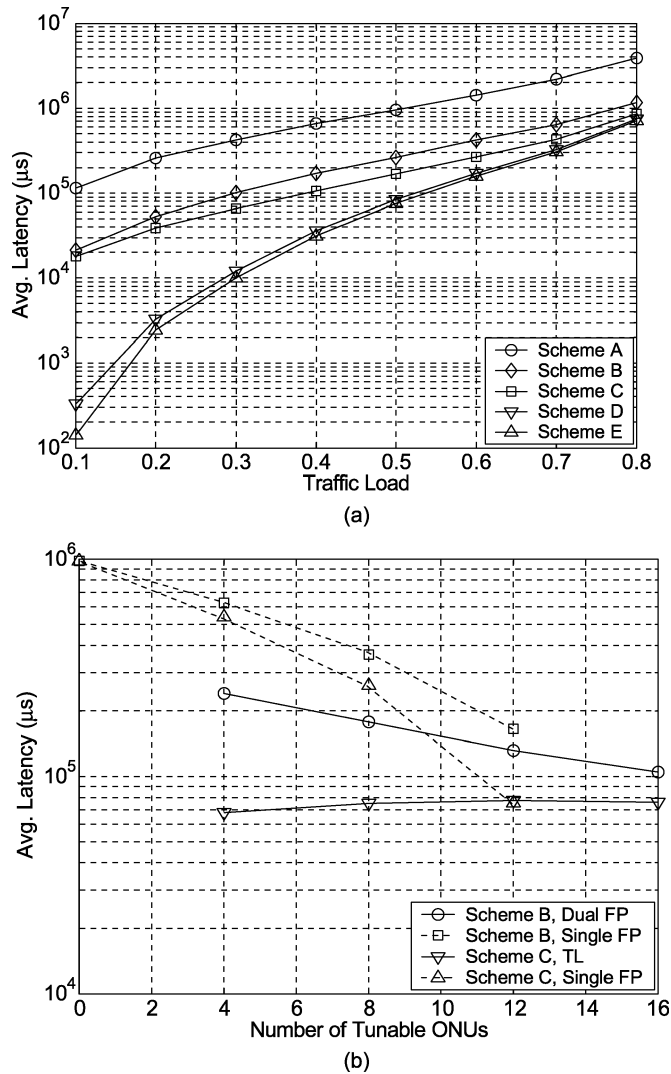 10^7
10^6
10^5
10^4
10^3
10^2
Avg. Latency (μs)
Scheme A
Scheme B
Scheme C
Scheme D
Scheme E
0.1 0.2 0.3 0.4 0.5 0.6 0.7 0.8
Traffic Load
(a)
10^6
10^5
10^4
Avg. Latency (μs)
Scheme B, Dual FP
Scheme B, Single FP
Scheme C, TL
Scheme C, Single FP
0 2 4 6 8 10 12 14 16
Number of Tunable ONUs
(b)